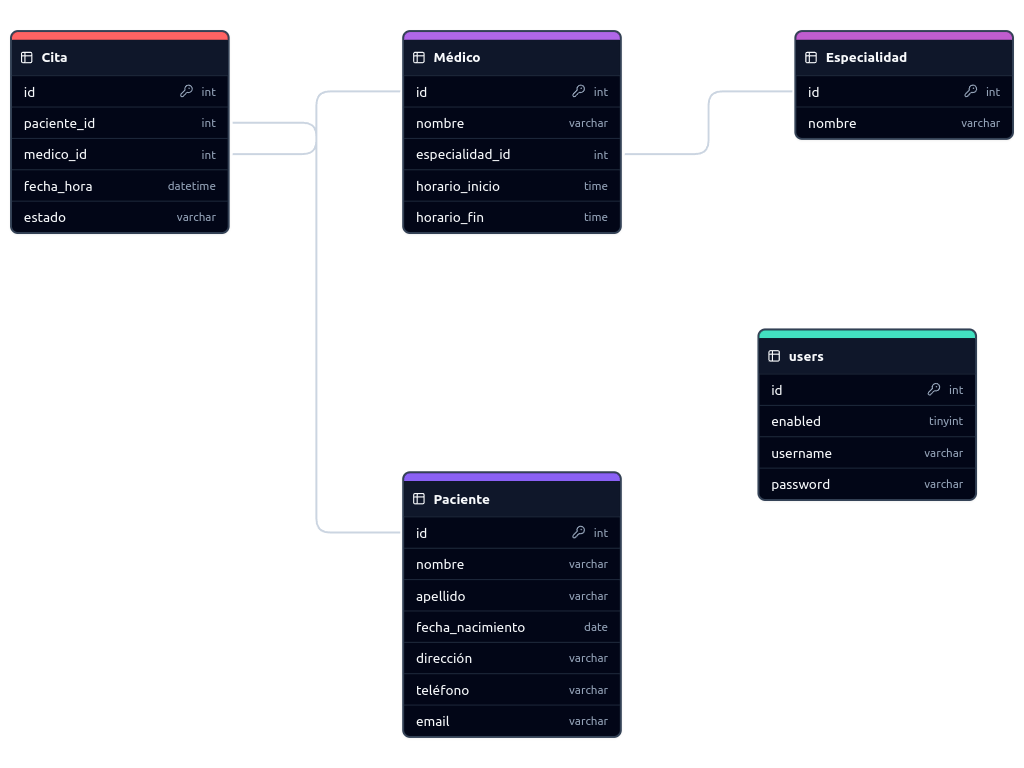 Cita
id int
paciente_id int
medico_id int
fecha_hora datetime
estado varchar
Médico
id int
nombre varchar
especialidad_id int
horario_inicio time
horario_fin time
Especialidad
id int
nombre varchar
users
id int
enabled tinyint
username varchar
password varchar
Paciente
id int
nombre varchar
apellido varchar
fecha_nacimiento date
dirección varchar
teléfono varchar
email varchar